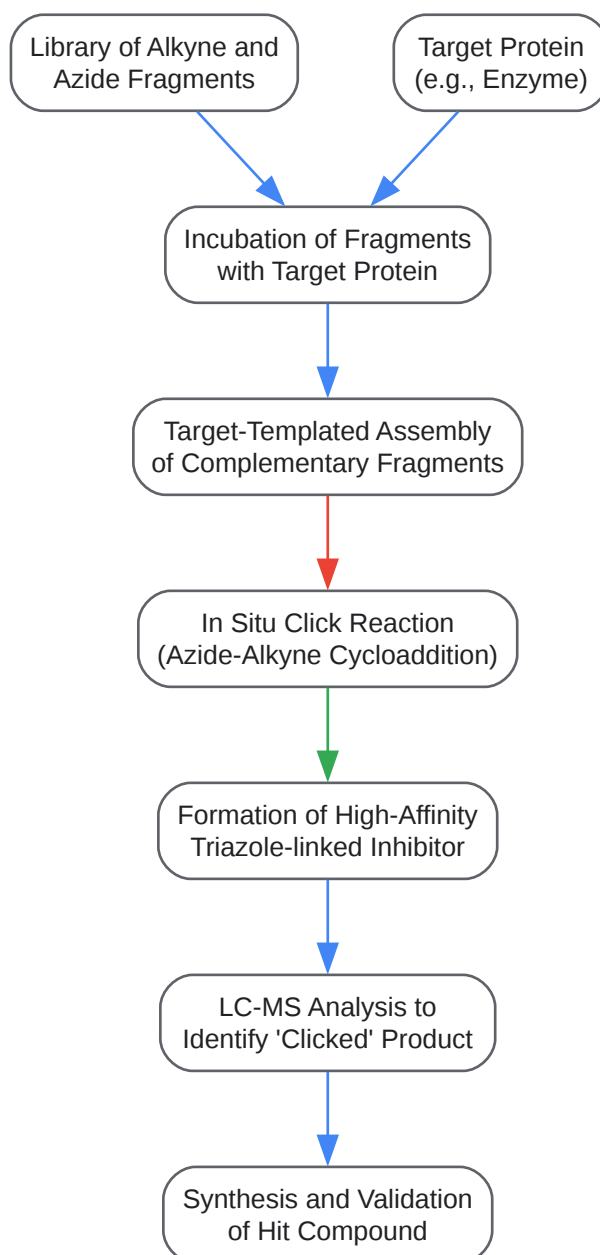 Library of Alkyne and
Azide Fragments
Target Protein
(e.g., Enzyme)
Incubation of Fragments
with Target Protein
Target-Templated Assembly
of Complementary Fragments
In Situ Click Reaction
(Azide-Alkyne Cycloaddition)
Formation of High-Affinity
Triazole-linked Inhibitor
LC-MS Analysis to
Identify 'Clicked' Product
Synthesis and Validation
of Hit Compound